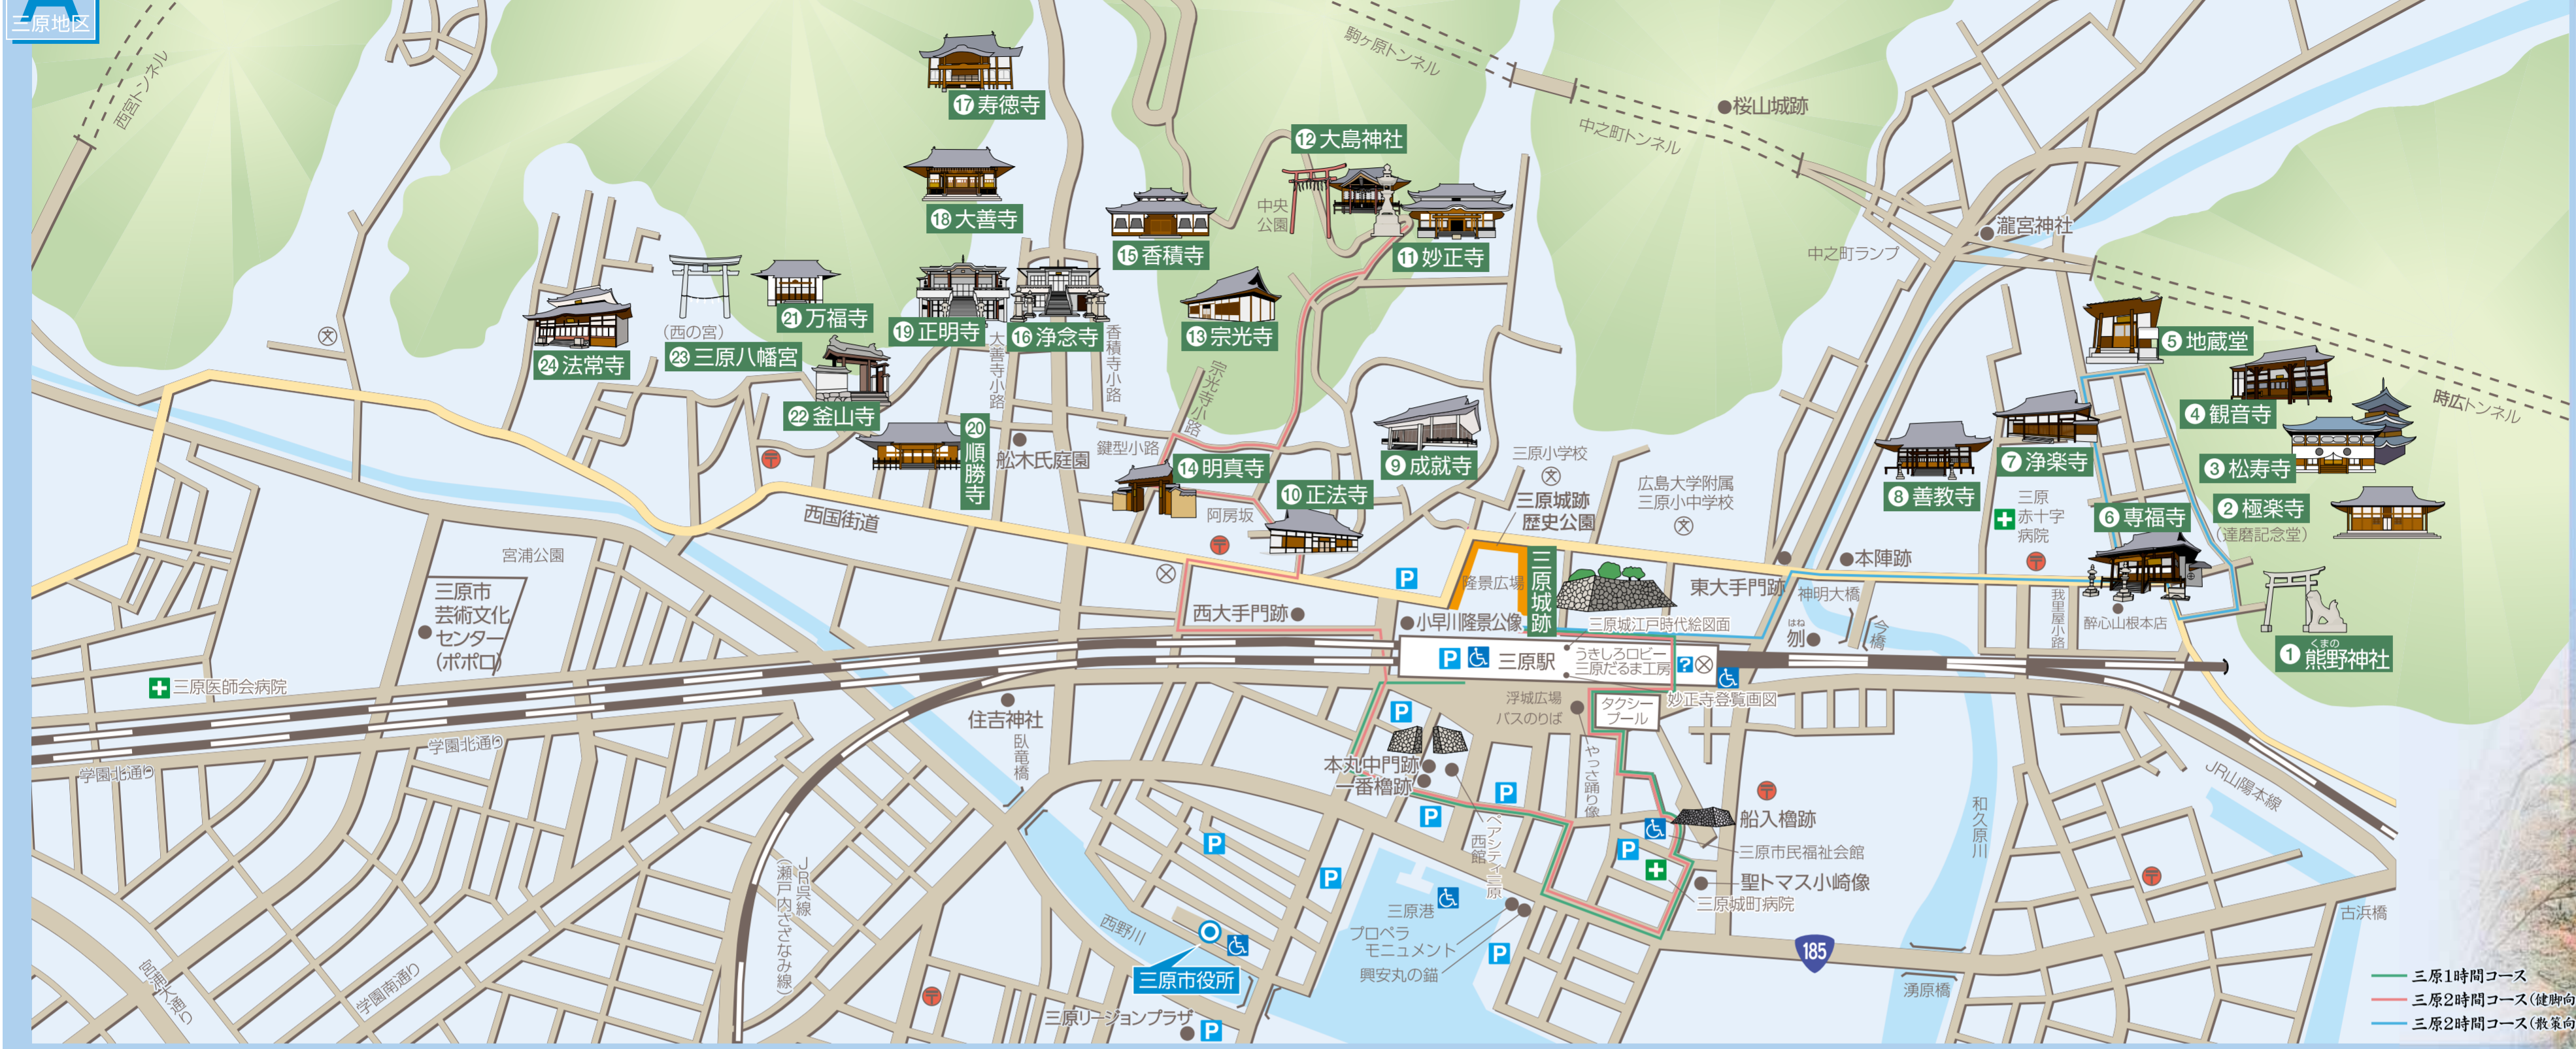 三原地区
西宮トンネル
駒ヶ原トンネル
中之町トンネル
桜山城跡
⑰寿徳寺
⑫大島神社
⑱大善寺
中央
公園
瀧宮神社
中之町ランプ
⑮香積寺
⑪妙正寺
㉑万福寺
⑲正明寺
⑯浄念寺
⑬宗光寺
(西の宮)
㉓三原八幡宮
㉔法常寺
大善寺小路
香積寺小路
宗光寺小路
⑤地蔵堂
④観音寺
時広トンネル
㉒釜山寺
⑳順勝寺
舩木氏庭園
鍵型小路
⑭明真寺
⑨成就寺
三原小学校
⑦浄楽寺
③松寿寺
⑧善教寺
⑩正法寺
三原城跡
歴史公園
広島大学附属
三原小中学校
三原
赤十字
病院
⑥専福寺
②極楽寺
(達磨記念堂)
西国街道
阿房坂
宮浦公園
隆景広場
三原城跡
本陣跡
東大手門跡
神明大橋
三原市
芸術文化
センター
(ポポロ)
西大手門跡
小早川隆景公像
三原城江戸時代絵図面
はね
刎
今橋
我里屋小路
醉心山根本店
くまの
①熊野神社
P
三原駅
うきしろロビー
三原だるま工房
?
三原医師会病院
妙正寺登覧画図
浮城広場
バスのりば
タクシー
プール
住吉神社
臥竜橋
学園北通り
学園北通り
P
本丸中門跡
一番櫓跡
やっさ踊り像
P
P
船入櫓跡
和久原川
JR山陽本線
ペアシティ三原
西館
P
P
P
三原市民福祉会館
聖トマス小崎像
三原城町病院
JR呉線
(瀬戸内さざなみ線)
三原港
プロペラ
モニュメント
興安丸の錨
P
古浜橋
西野川
三原市役所
185
湧原橋
宮浦大通り
学園南通り
三原リージョンプラザ
P
三原1時間コース
三原2時間コース(健脚向
三原2時間コース(散策向